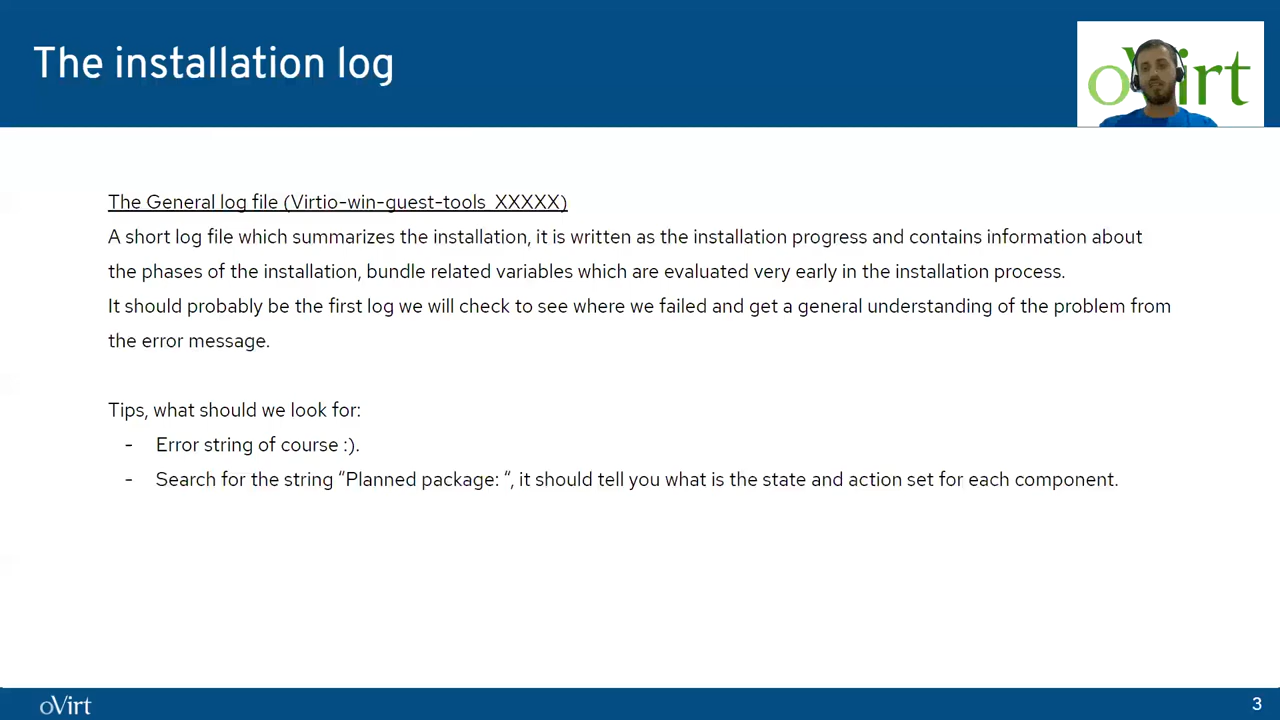 The installation log
oVirt
The General log file (Virtio-win-guest-tools_XXXXX)
A short log file which summarizes the installation, it is written as the installation progress and contains information about
the phases of the installation, bundle related variables which are evaluated very early in the installation process.
It should probably be the first log we will check to see where we failed and get a general understanding of the problem from
the error message.
Tips, what should we look for:
- Error string of course :).
- Search for the string “Planned package: “, it should tell you what is the state and action set for each component.
oVirt
3